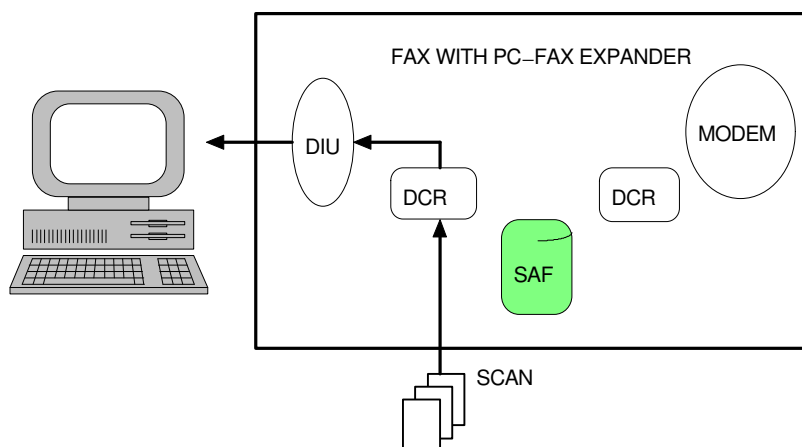 FAX WITH PC–FAX EXPANDER
MODEM
DIU
DCR
DCR
SAF
SCAN